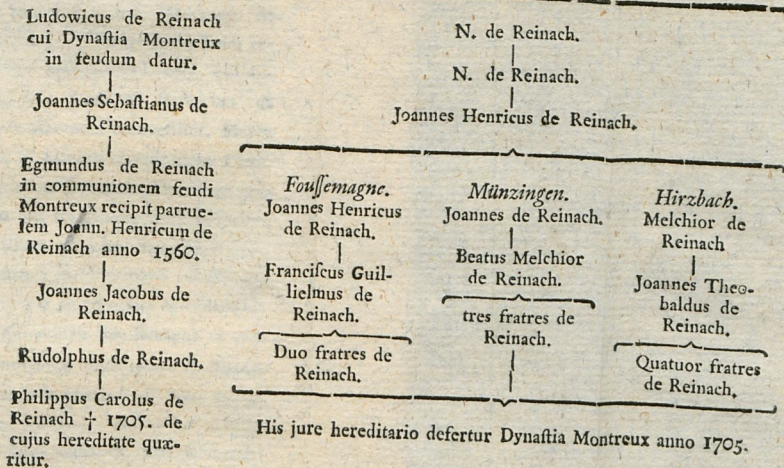 Ludowicus de Reinach
cui Dynastia Montreux
in feudum datur.
Joannes Sebastianus de
Reinach.
Egmundus de Reinach
in communionem feudi
Montreux recipit patrue-
lem Joann. Henricum de
Reinach anno 1560.
Joannes Jacobus de
Reinach.
Rudolphus de Reinach.
Philippus Carolus de
Reinach † 1705. de
cujus hereditate quæ-
ritur.
N. de Reinach.
N. de Reinach.
Joannes Henricus de Reinach.
Foussemagne.
Joannes Henricus
de Reinach.
Franciscus Guil-
lielmus de
Reinach.
Duo fratres de
Reinach.
Münzingen.
Joannes de Reinach.
Beatus Melchior
de Reinach.
tres fratres de
Reinach.
Hirzbach.
Melchior de
Reinach
Joannes Theo-
baldus de
Reinach.
Quatuor fratres
de Reinach.
His jure hereditario defertur Dynastia Montreux anno 1705.